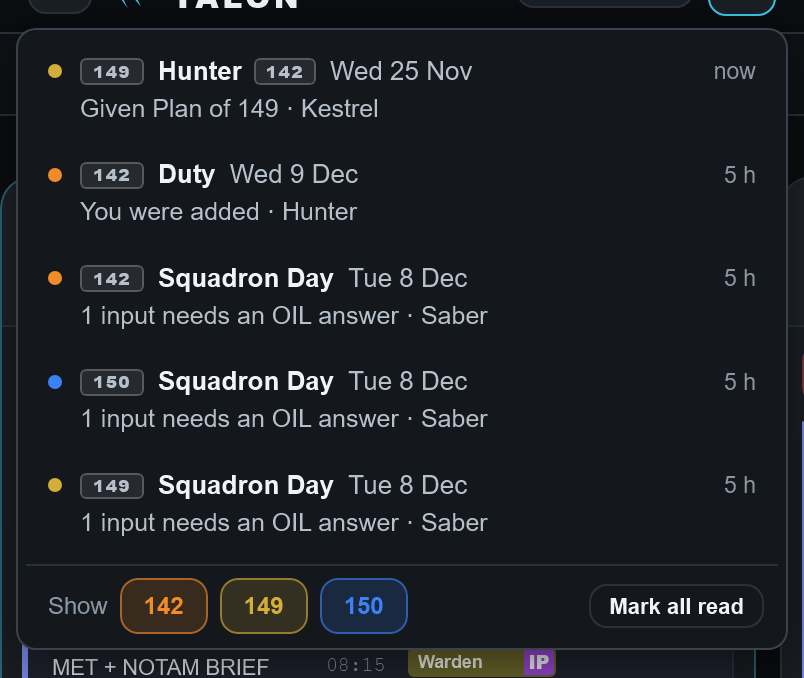 TALON
149 Hunter 142 Wed 25 Nov now
Given Plan of 149 · Kestrel
142 Duty Wed 9 Dec 5 h
You were added · Hunter
142 Squadron Day Tue 8 Dec 5 h
1 input needs an OIL answer · Saber
150 Squadron Day Tue 8 Dec 5 h
1 input needs an OIL answer · Saber
149 Squadron Day Tue 8 Dec 5 h
1 input needs an OIL answer · Saber
Show 142 149 150 Mark all read
MET + NOTAM BRIEF 08:15 Warden IP